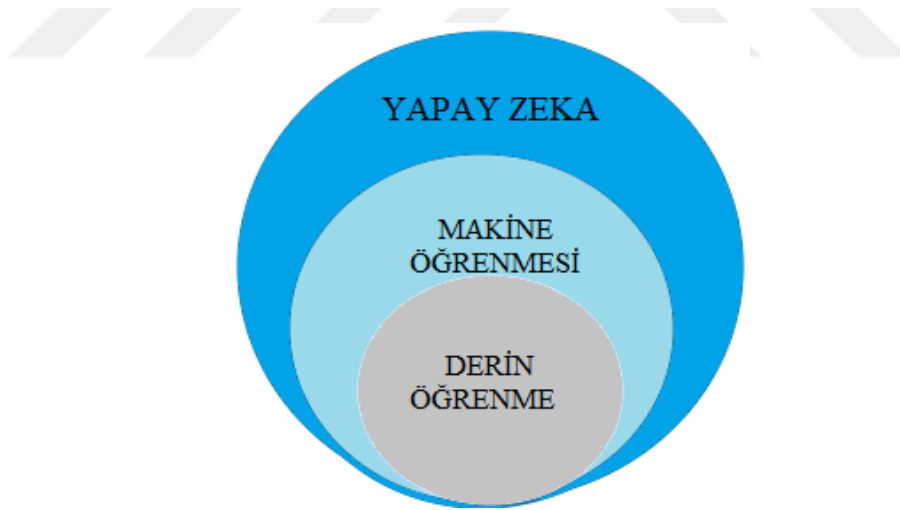 YAPAY ZEKA
MAKİNE
ÖĞRENMESİ
DERİN
ÖĞRENME